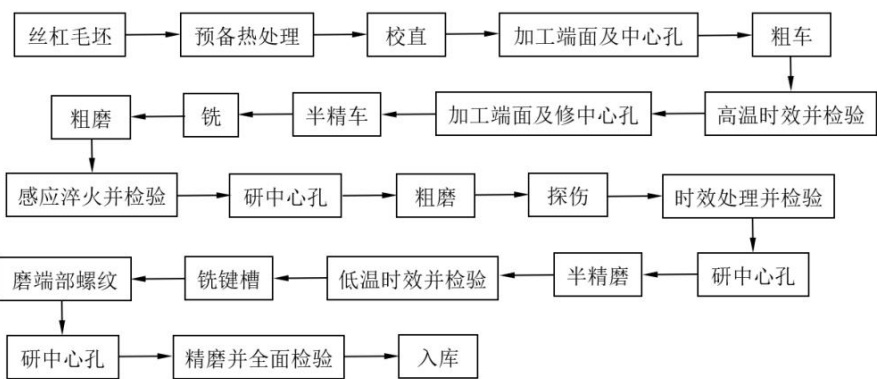 丝杠毛坯
预备热处理
校直
加工端面及中心孔
粗车
高温时效并检验
加工端面及修中心孔
半精车
铣
粗磨
感应淬火并检验
研中心孔
粗磨
探伤
时效处理并检验
研中心孔
半精磨
低温时效并检验
铣键槽
磨端部螺纹
研中心孔
精磨并全面检验
入库